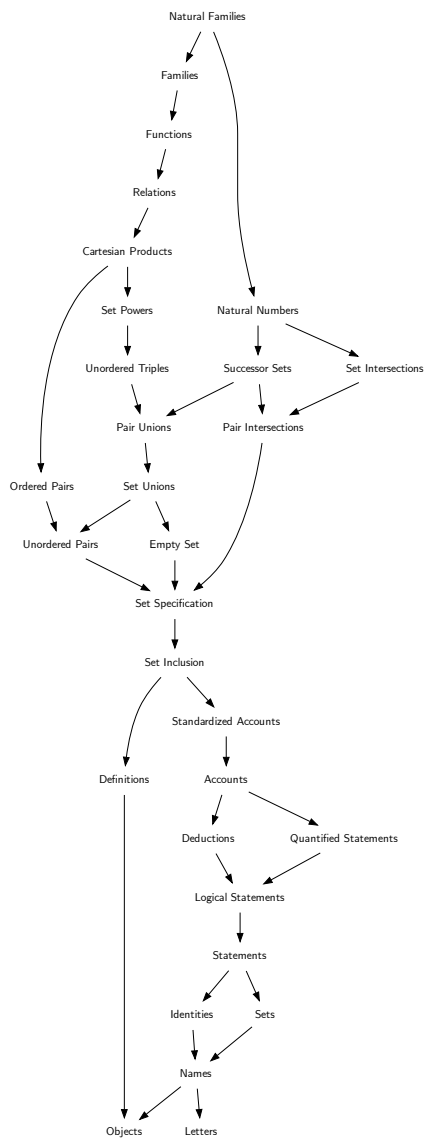 Natural Families
Families
Functions
Relations
Cartesian Products
Set Powers
Natural Numbers
Unordered Triples
Successor Sets
Set Intersections
Pair Unions
Pair Intersections
Ordered Pairs
Set Unions
Unordered Pairs
Empty Set
Set Specification
Set Inclusion
Standardized Accounts
Definitions
Accounts
Deductions
Quantified Statements
Logical Statements
Statements
Identities
Sets
Names
Objects
Letters